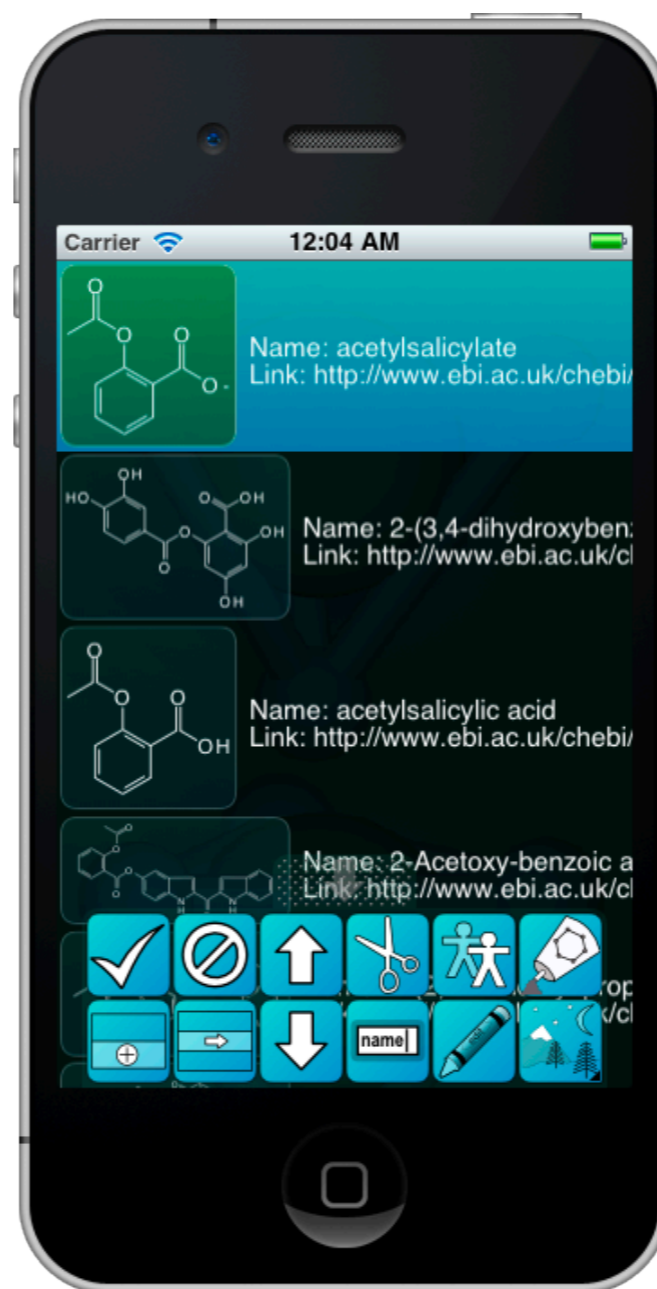 Carrier 12:04 AM
O
O
O
O -
Name: acetylsalicylate
Link: http://www.ebi.ac.uk/chebi/
OH
HO
O
OH
O
OH
O
OH
Name: 2-(3,4-dihydroxyben
Link: http://www.ebi.ac.uk/c
O
O
O
OH
Name: acetylsalicylic acid
Link: http://www.ebi.ac.uk/chebi/
O
O
O
O
N
H
N
H
Name: 2-Acetoxy-benzoic a
Link: http://www.ebi.ac.uk/c
rop
name